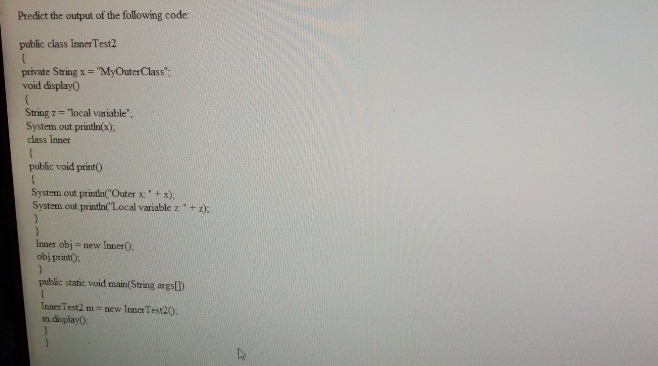 Predict the output of the following code:
public class InnerTest2
{
private String x = "MyOuterClass";
void display()
{
String z = "local variable";
System.out.println(x);
class Inner
{
public void print()
{
System.out.println("Outer x: " + x);
System.out.println("Local variable z: " + z);
}
}
Inner obj = new Inner();
obj.print();
}
public static void main(String args[])
{
InnerTest2 m = new InnerTest2();
m.display();
}
}